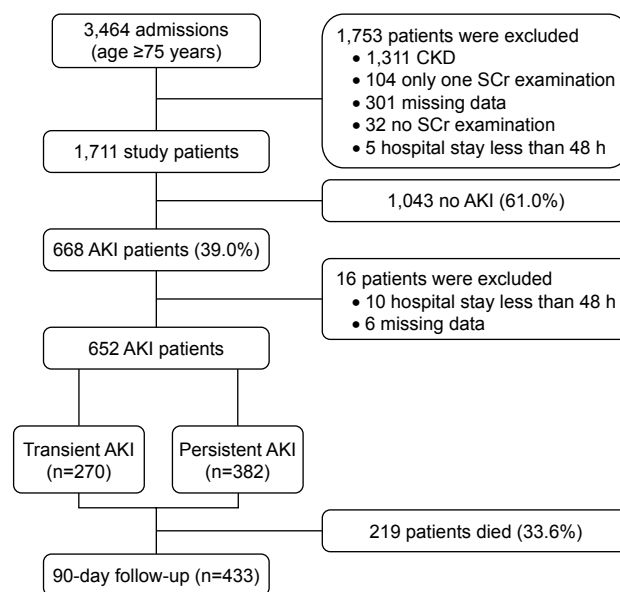 3,464 admissions
(age ≥75 years)
1,753 patients were excluded
• 1,311 CKD
• 104 only one SCr examination
• 301 missing data
• 32 no SCr examination
• 5 hospital stay less than 48 h
1,711 study patients
1,043 no AKI (61.0%)
668 AKI patients (39.0%)
16 patients were excluded
• 10 hospital stay less than 48 h
• 6 missing data
652 AKI patients
Transient AKI
(n=270)
Persistent AKI
(n=382)
219 patients died (33.6%)
90-day follow-up (n=433)